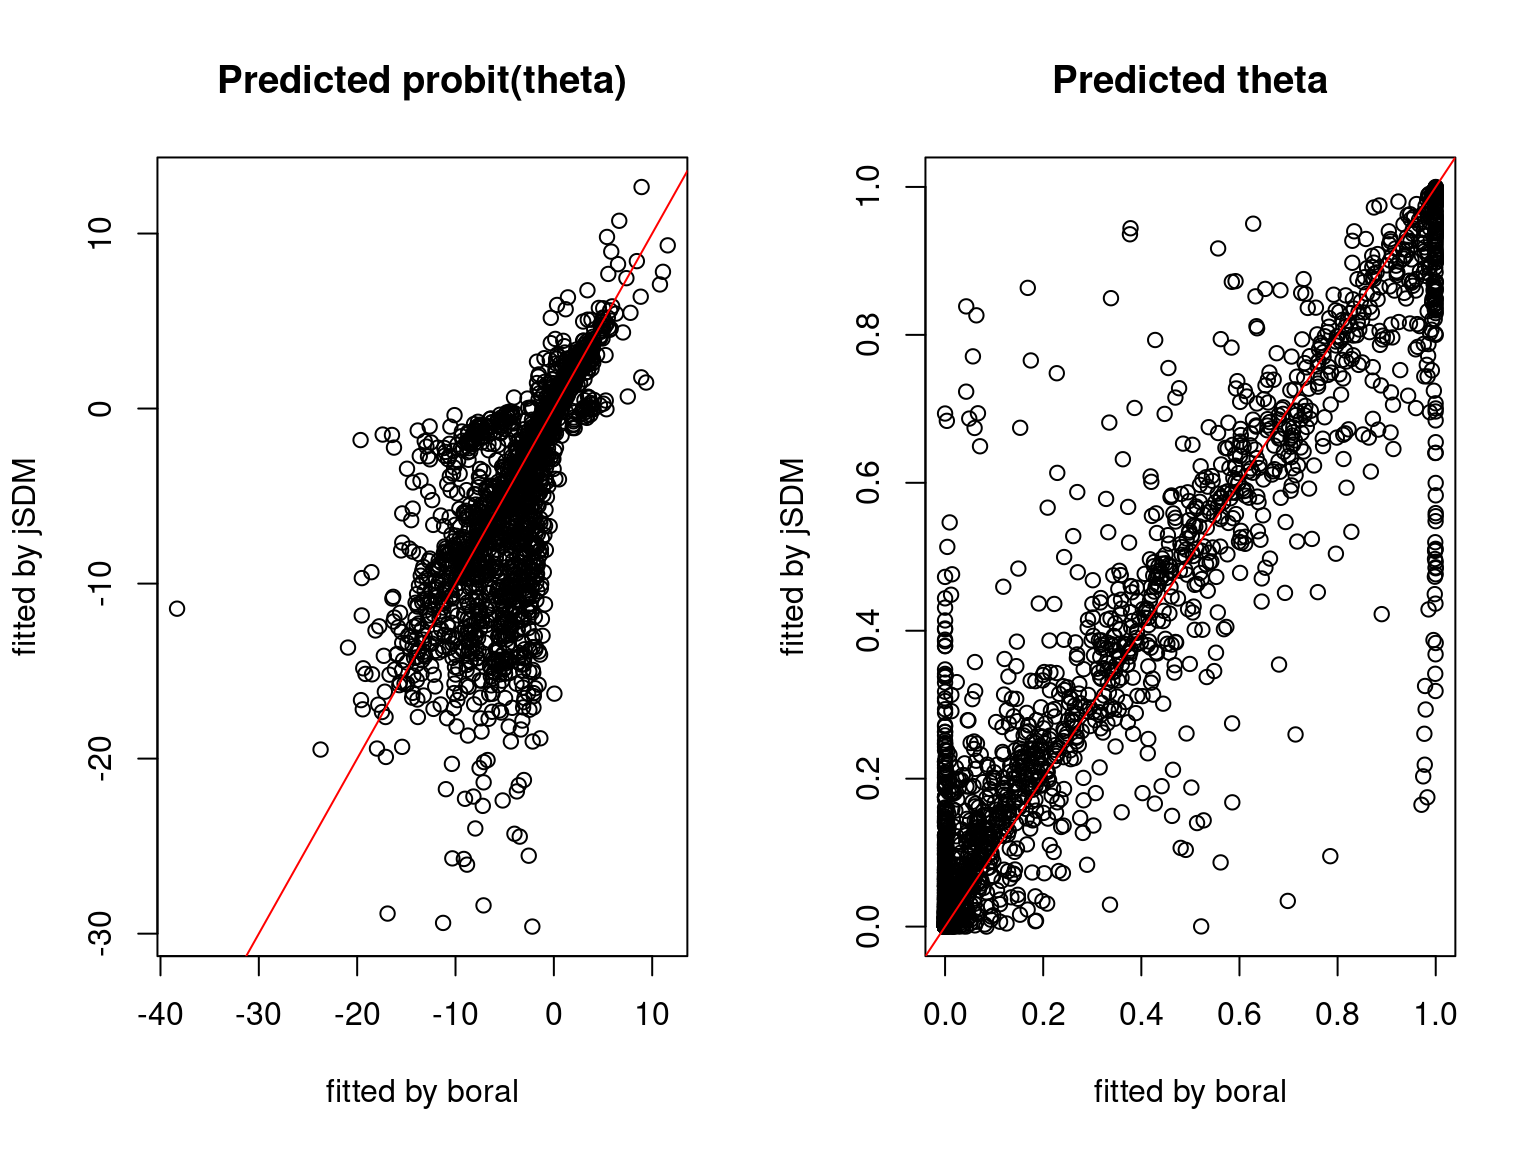 Predicted probit(theta)
fitted by jSDM
10
0
-10
-20
-30
-40 -30 -20 -10 0 10
fitted by boral
Predicted theta
fitted by jSDM
1.0
0.8
0.6
0.4
0.2
0.0
0.0 0.2 0.4 0.6 0.8 1.0
fitted by boral